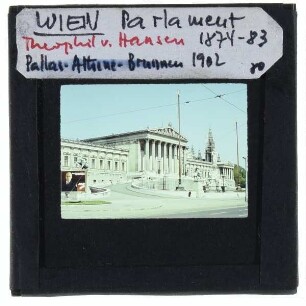 WIEN Parlament
Theophil v. Hansen 1874-83
Pallas-Athene-Brunnen 1902